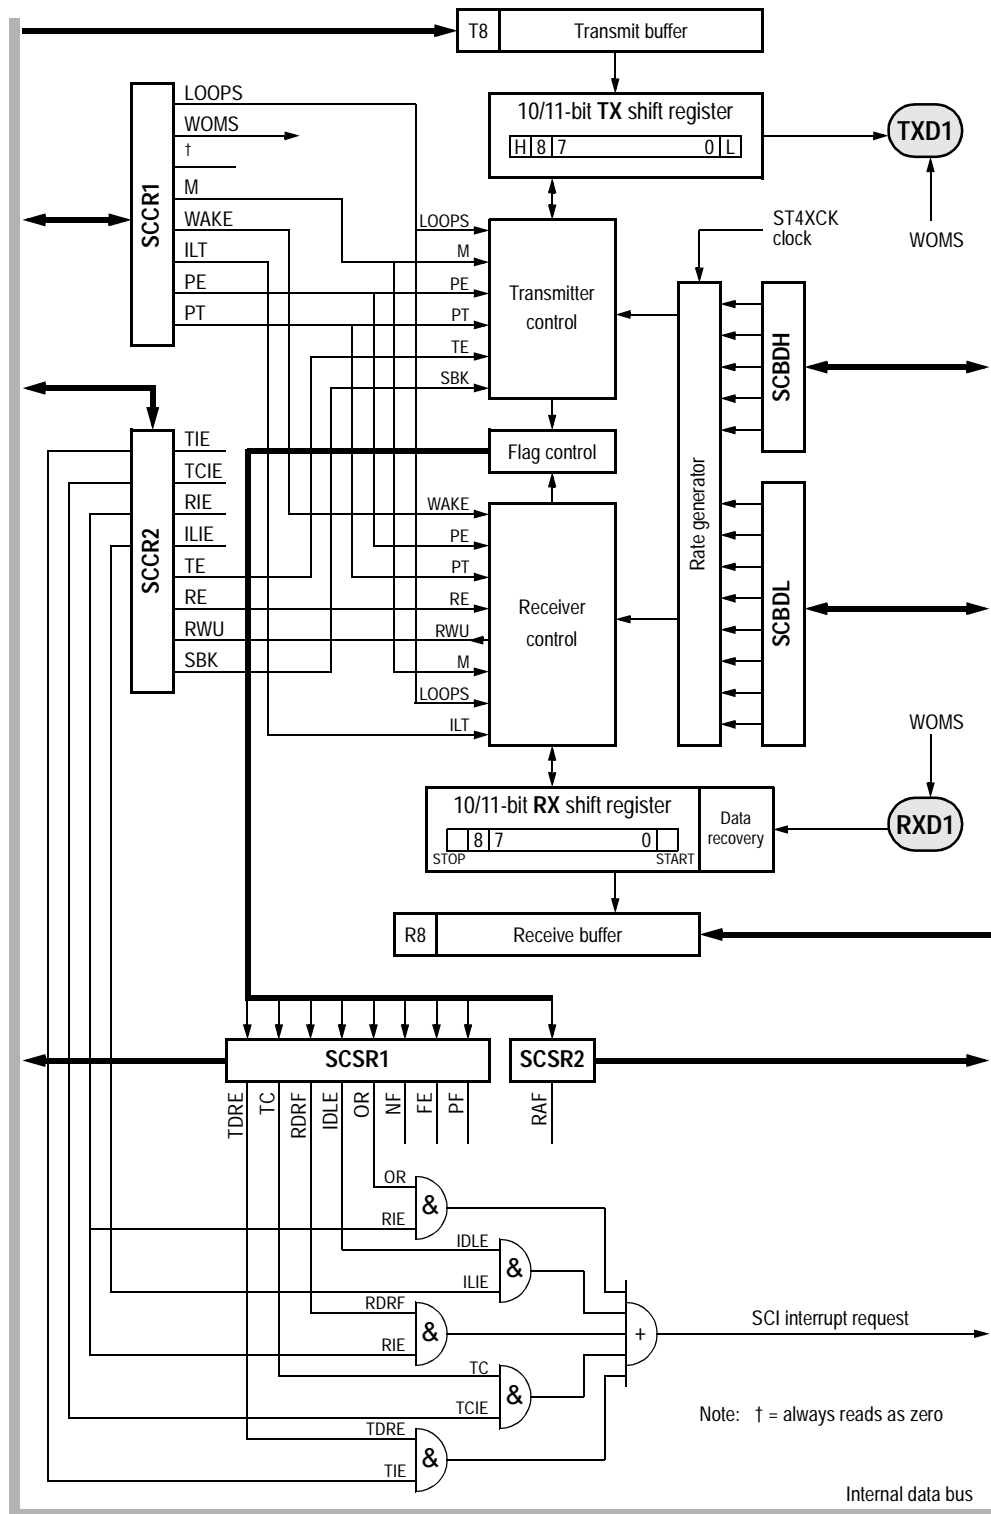 T8 Transmit buffer
10/11-bit TX shift register
H 8 7 0 L
TXD1
WOMS
ST4XCK
clock
SCCR1
LOOPS
WOMS
†
M
WAKE
ILT
PE
PT
LOOPS
M
PE
PT
TE
SBK
Transmitter
control
SCBDH
Rate generator
SCBDL
Flag control
SCCR2
TIE
TCIE
RIE
ILIE
TE
RE
RWU
SBK
WAKE
PE
PT
RE
RWU
M
LOOPS
ILT
Receiver
control
WOMS
RXD1
10/11-bit RX shift register
8 7 0
STOP START
Data
recovery
R8 Receive buffer
SCSR1
SCSR2
TDRE
TC
RDRF
IDLE
OR
NF
FE
PF
RAF
OR
RIE
&
IDLE
ILIE
&
RDRF
RIE
&
TC
TCIE
&
TDRE
TIE
&
+
SCI interrupt request
Note: † = always reads as zero
Internal data bus